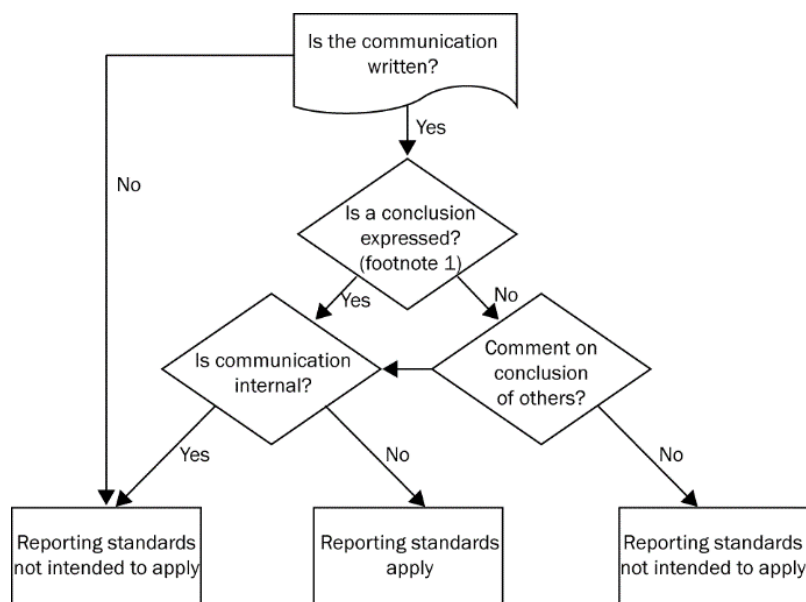 Is the communication
written?
Yes
No
Is a conclusion
expressed?
(footnote 1)
Yes
No
Is communication
internal?
Comment on
conclusion
of others?
Yes
No
No
Reporting standards
not intended to apply
Reporting standards
apply
Reporting standards
not intended to apply